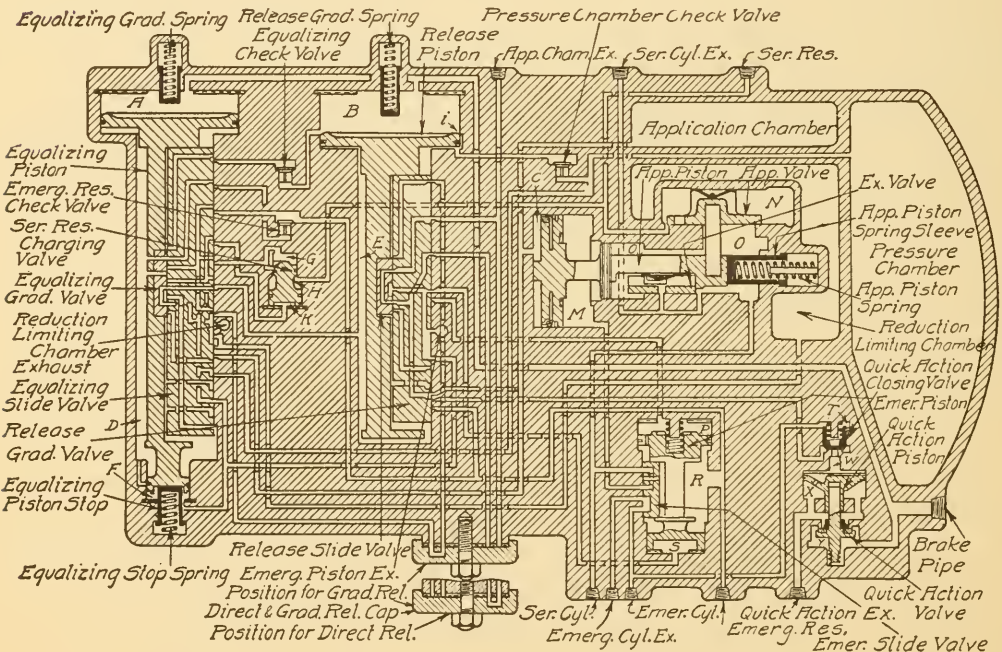 Equalizing Grad. Spring
Release Grad. Spring
Equalizing
Check Valve
Release
Piston
Pressure Chamber Check Valve
App. Cham. Ex.
Ser. Cyl. Ex.
Ser. Res.
A
B
i
Application Chamber
Equalizing
Piston
Emerg. Res.
Check Valve
Ser. Res.
Charging
Valve
Equalizing
Grad. Valve
Reduction
Limiting
Chamber
Exhaust
Equalizing
Slide Valve
Release
Grad. Valve
D
F
Equalizing
Piston Stop
Equalizing Stop Spring
E
G
H
K
C
App. Piston
App. Valve
N
O
M
Ex. Valve
App. Piston
Spring Sleeve
Pressure
Chamber
App. Piston
Spring
Reduction
Limiting Chamber
Quick Action
Closing Valve
Emer. Piston
Quick
Action
Piston
P
R
S
T
W
Release Slide Valve
Emerg. Piston Ex.
Position for Grad. Rel.
Direct & Grad. Rel. Cap
Position for Direct Rel.
Ser. Cyl.
Emerg. Cyl. Ex.
Emer. Cyl.
Quick Action Ex.
Emerg. Res.
Brake
Pipe
Quick Action
Valve
Emer. Slide Valve